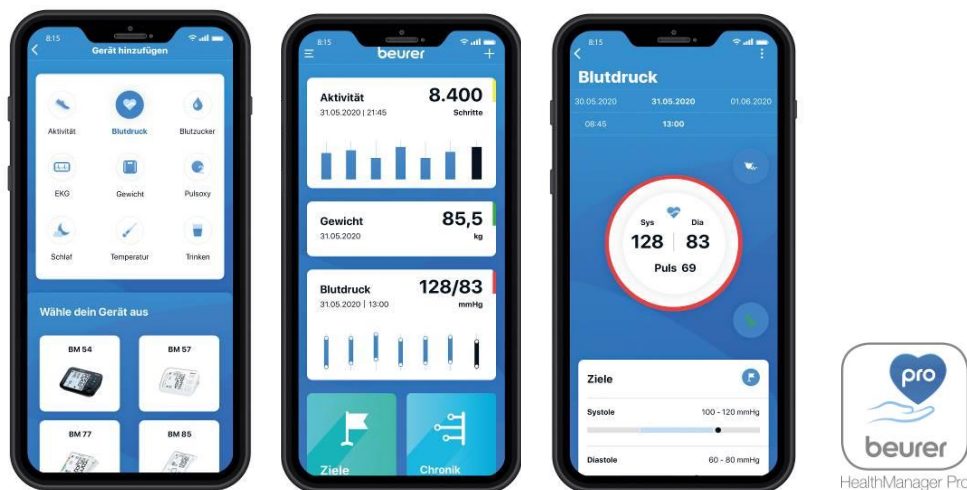 8:15
Gerät hinzufügen
Aktivität
Blutdruck
Blutzucker
EKG
Gewicht
Pulsoxy
Schlaf
Temperatur
Trinken
Wähle dein Gerät aus
BM 54
BM 57
BM 77
BM 85
8:15
beurer
Aktivität
8.400
31.05.2020 | 21:45
Schritte
Gewicht
85,5
31.05.2020
kg
Blutdruck
128/83
31.05.2020 | 13:00
mmHg
Ziele
Chronik
8:15
Blutdruck
30.05.2020
31.05.2020
01.06.2020
08:45
13:00
Sys
Dia
128
83
Puls 69
Ziele
Systole
100 - 120 mmHg
Diastole
60 - 80 mmHg
pro
beurer
HealthManager Pro